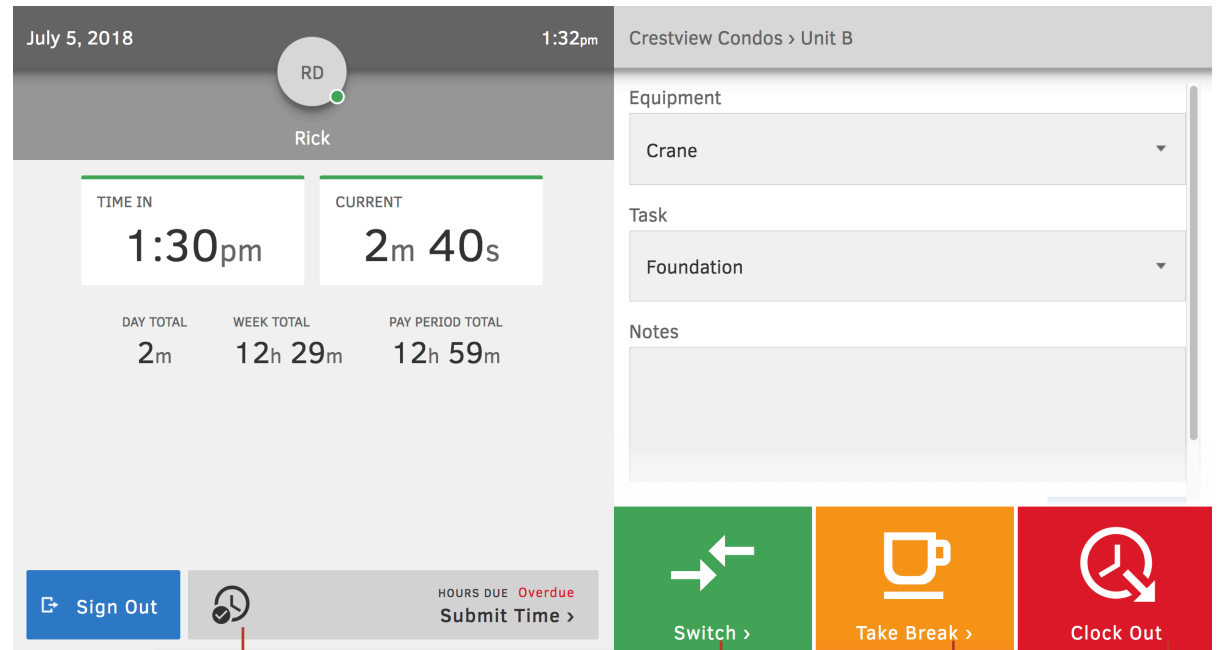 July 5, 2018
1:32pm
RD
Rick
TIME IN
1:30pm
CURRENT
2m 40s
DAY TOTAL
2m
WEEK TOTAL
12h 29m
PAY PERIOD TOTAL
12h 59m
Sign Out
HOURS DUE Overdue
Submit Time ›
Crestview Condos › Unit B
Equipment
Crane
Task
Foundation
Notes
Switch ›
Take Break ›
Clock Out